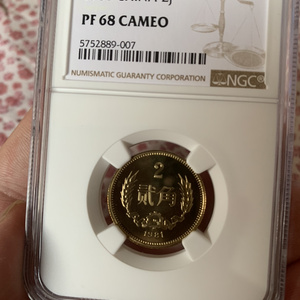 PF 68 CAMEO
5752889-007
NUMISMATIC GUARANTY CORPORATION
NGC
2
贰角
1981